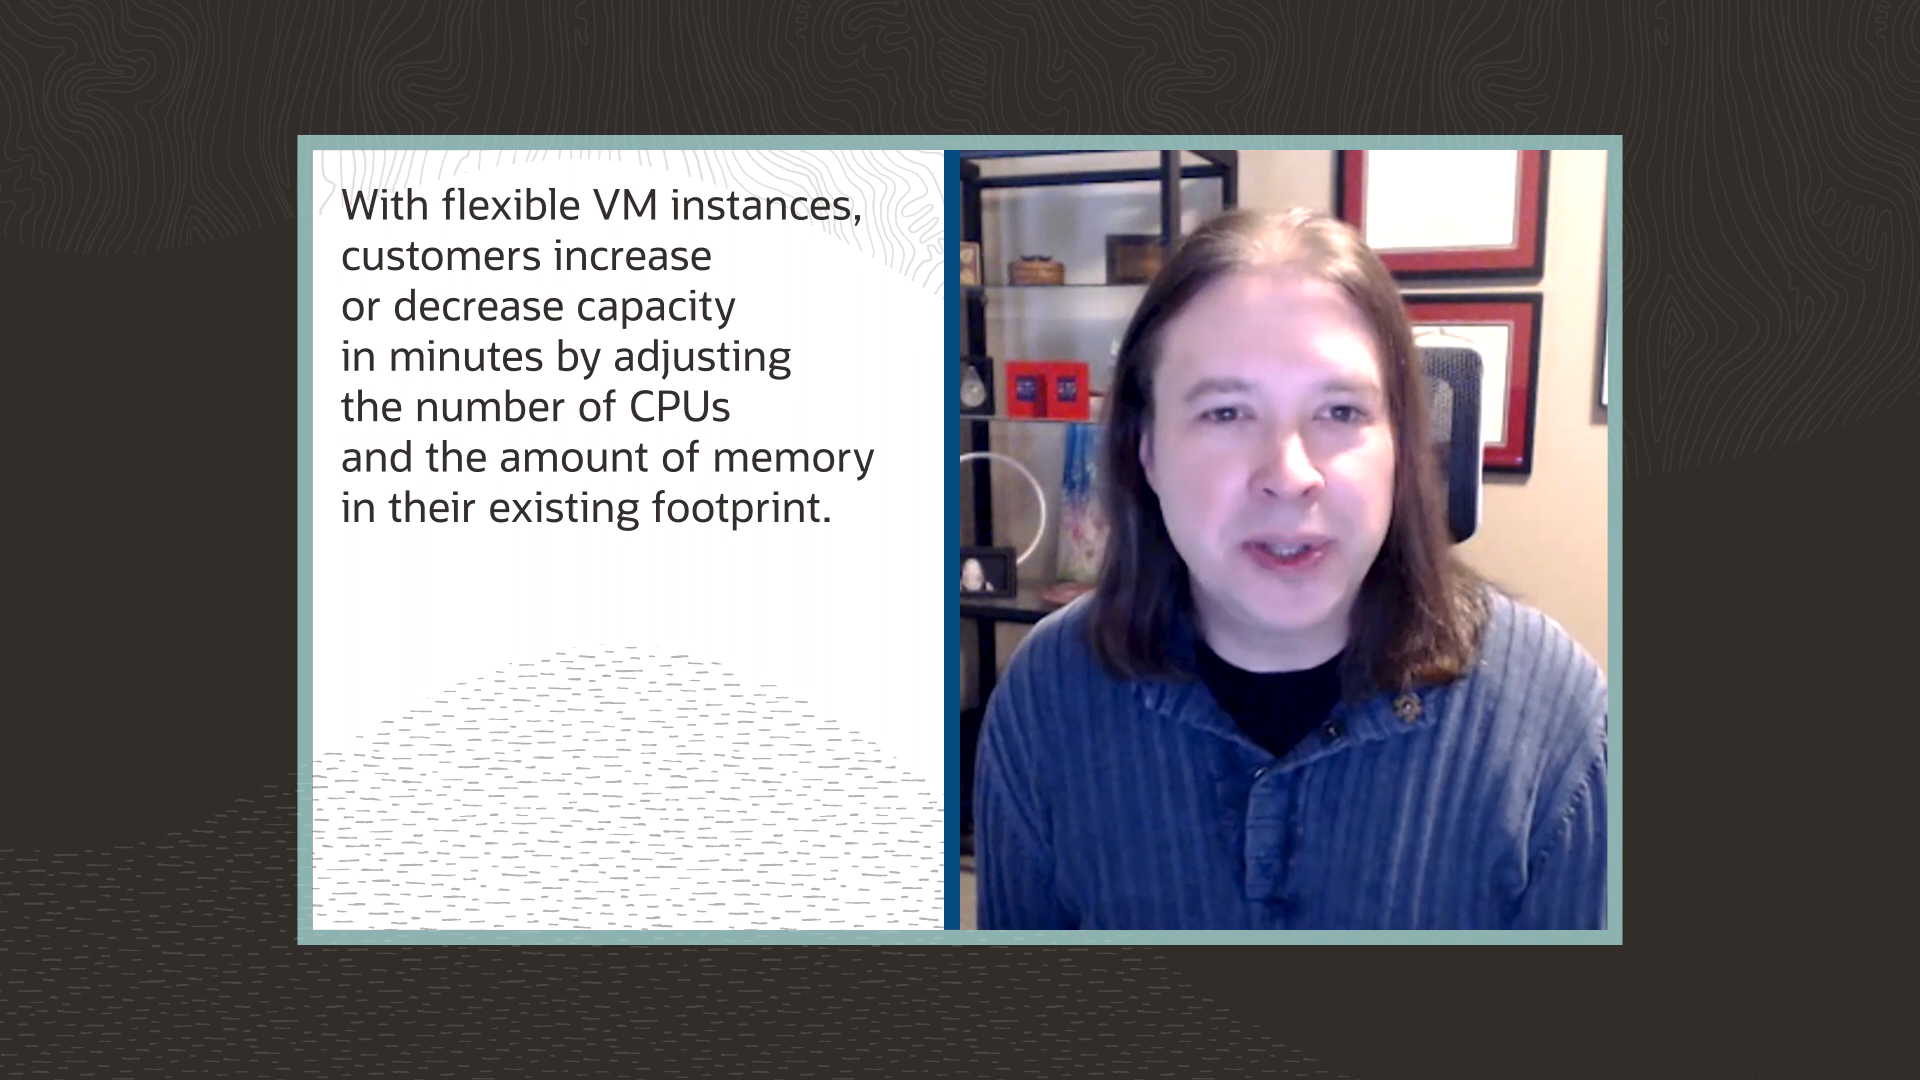 With flexible VM instances,
customers increase
or decrease capacity
in minutes by adjusting
the number of CPUs
and the amount of memory
in their existing footprint.